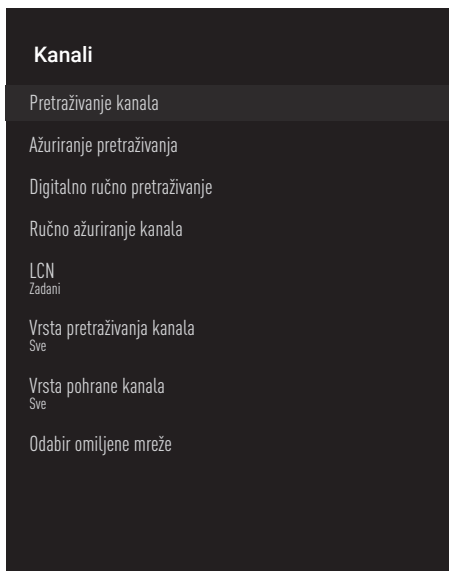 Kanali
Pretraživanje kanala
Ažuriranje pretraživanja
Digitalno ručno pretraživanje
Ručno ažuriranje kanala
LCN
Zadani
Vrsta pretraživanja kanala
Sve
Vrsta pohrane kanala
Sve
Odabir omiljene mreže